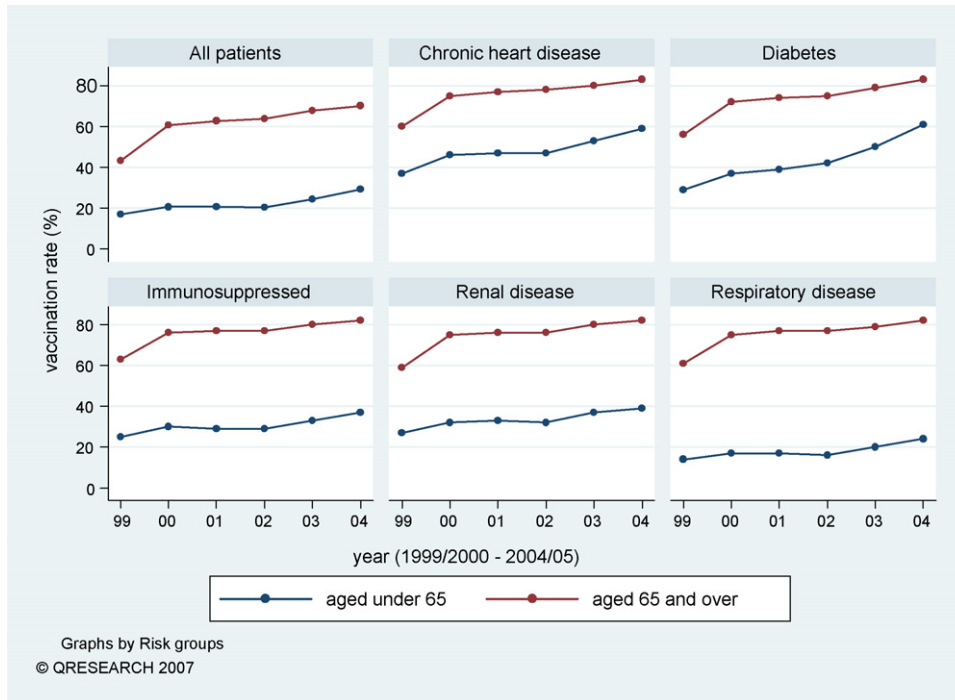 All patients
Chronic heart disease
Diabetes
80
60
40
20
0
vaccination rate (%)
Immunosuppressed
Renal disease
Respiratory disease
80
60
40
20
0
99 00 01 02 03 04
99 00 01 02 03 04
99 00 01 02 03 04
year (1999/2000 - 2004/05)
aged under 65
aged 65 and over
Graphs by Risk groups
© QRESEARCH 2007